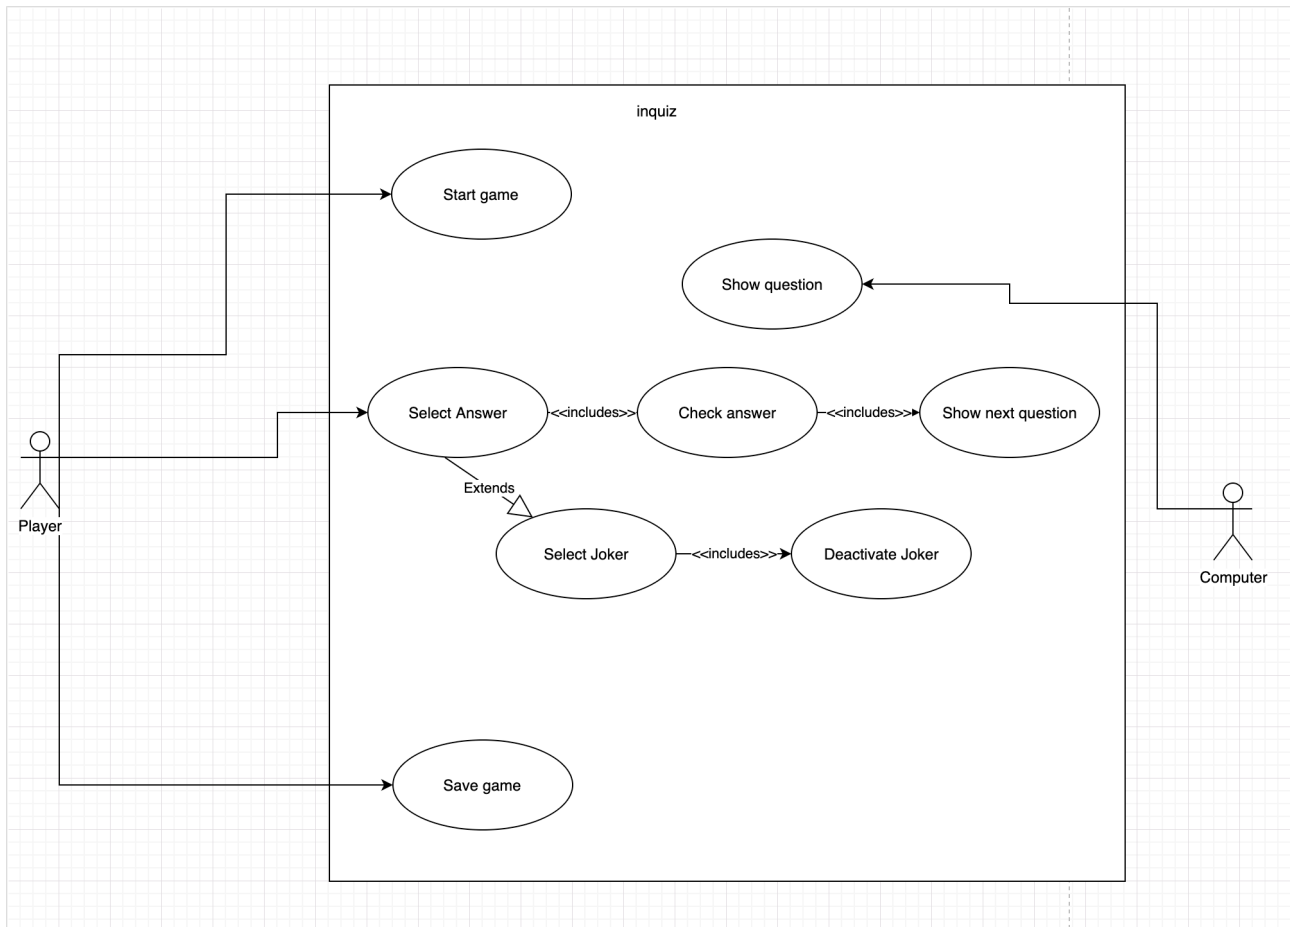 inquiz
Start game
Show question
Select Answer
<<includes>>
Check answer
<<includes>>
Show next question
Extends
Player
Select Joker
<<includes>>
Deactivate Joker
Computer
Save game